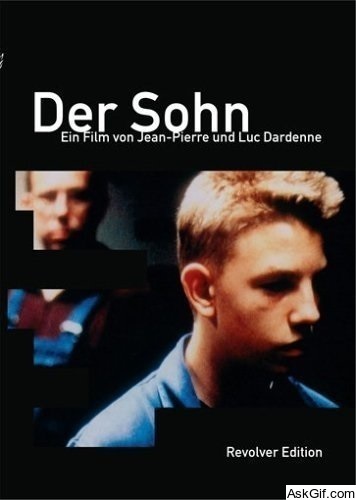 Der Sohn
Ein Film von Jean-Pierre und Luc Dardenne
Revolver Edition
AskGif.com